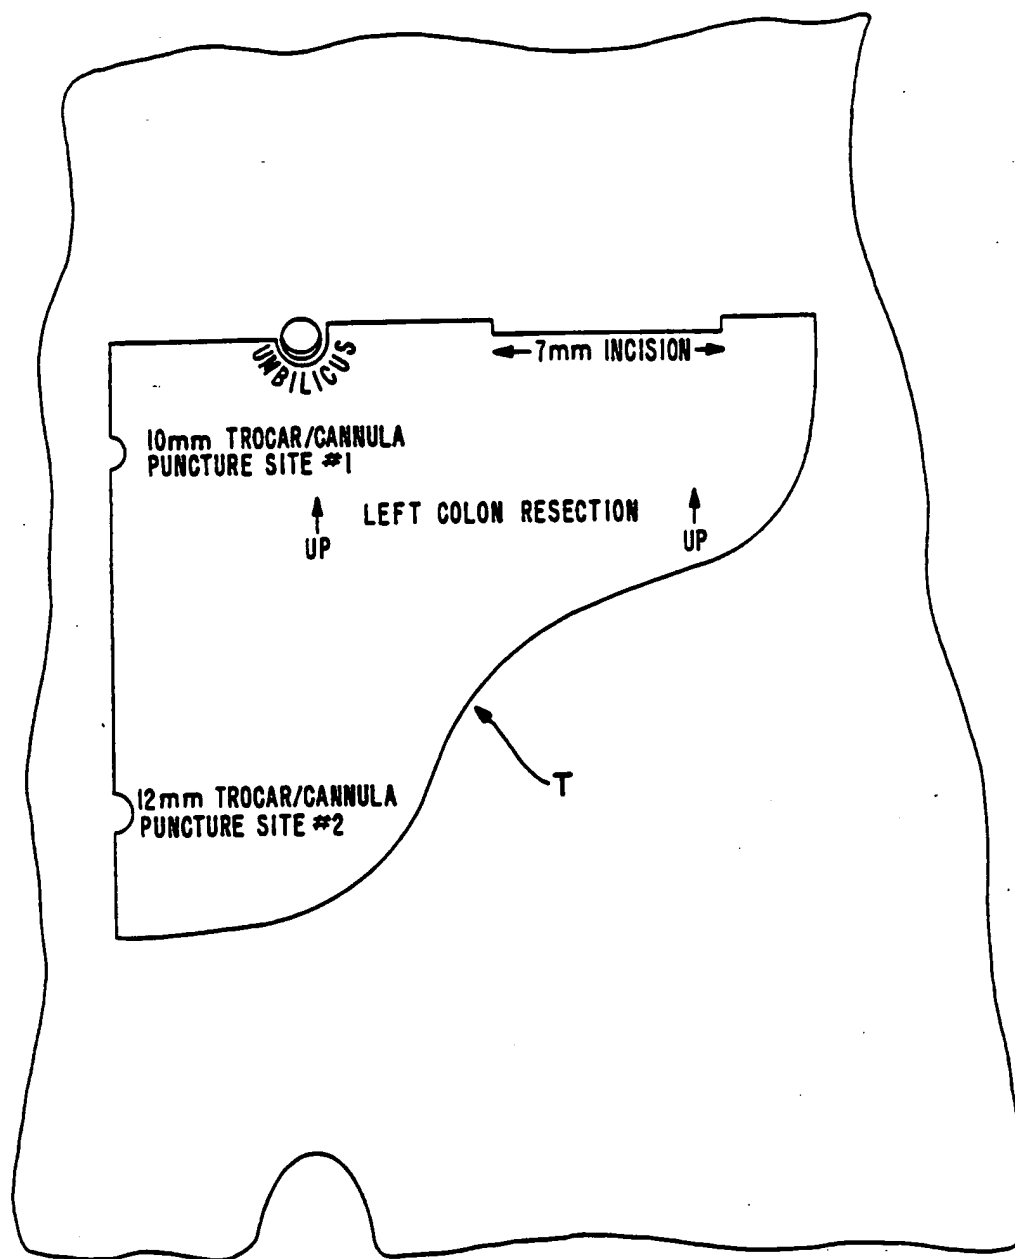 UMBILICUS
7mm INCISION
10mm TROCAR/CANNULA
PUNCTURE SITE #1
LEFT COLON RESECTION
UP
UP
T
12mm TROCAR/CANNULA
PUNCTURE SITE #2